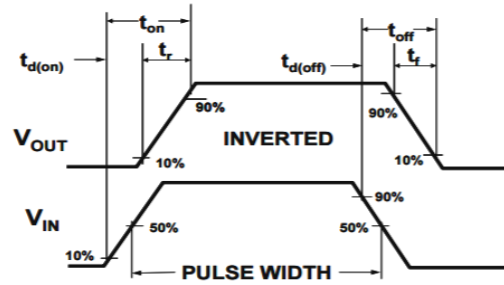 ton toff
td(on) tr td(off) tf
90% 90%
VOUT INVERTED
10% 10%
90%
VIN 50% 50%
10%
PULSE WIDTH